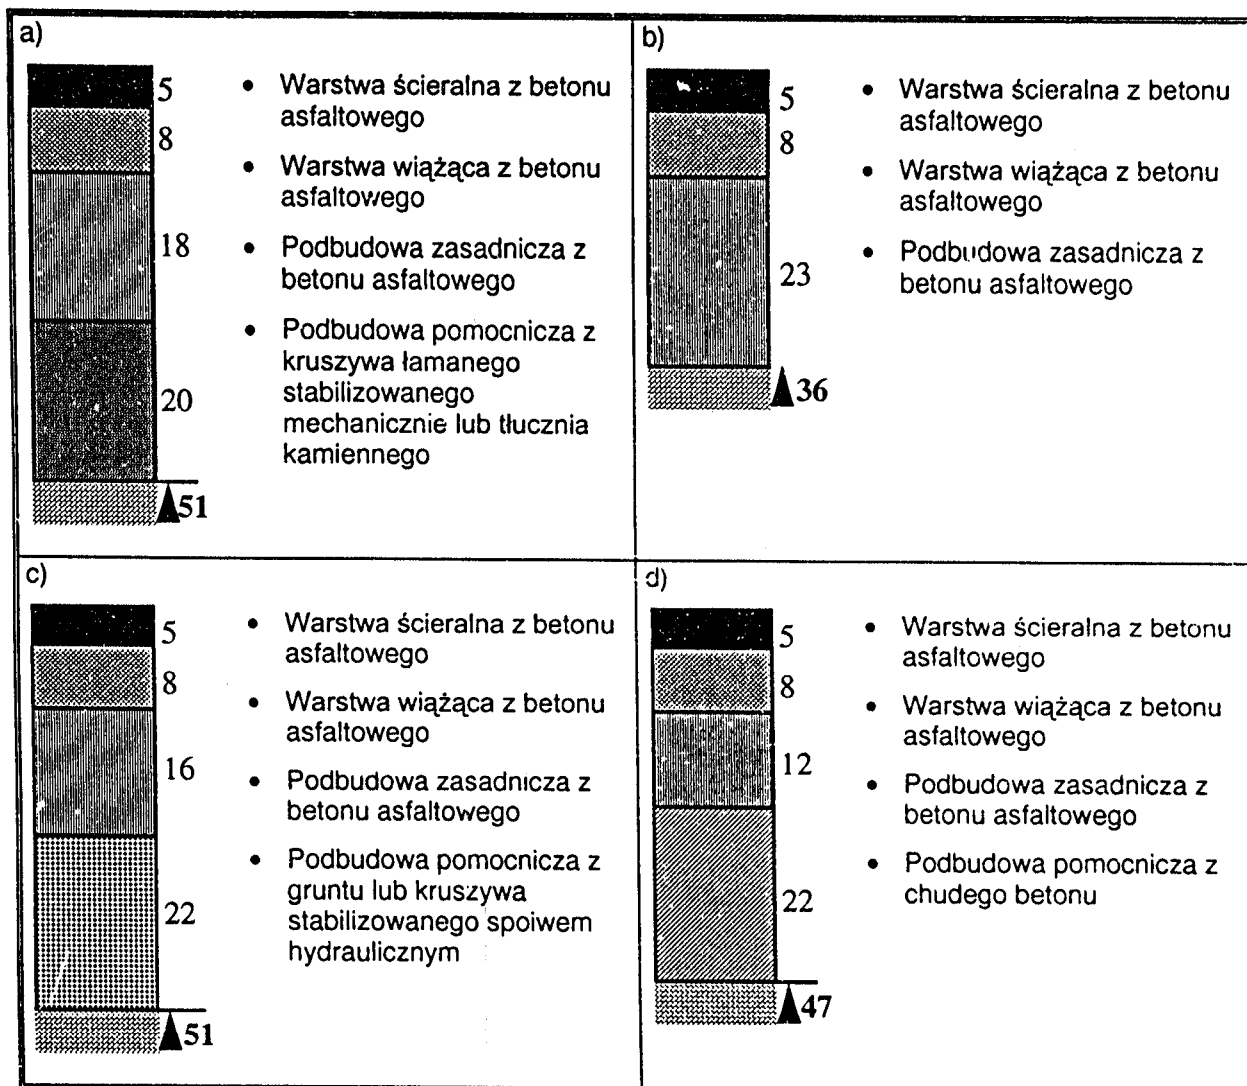 a)
5
8
18
20
51
• Warstwa ścieralna z betonu
asfaltowego
• Warstwa wiążąca z betonu
asfaltowego
• Podbudowa zasadnicza z
betonu asfaltowego
• Podbudowa pomocnicza z
kruszywa łamanego
stabilizowanego
mechanicznie lub tłucznia
kamiennego
b)
5
8
23
36
• Warstwa ścieralna z betonu
asfaltowego
• Warstwa wiążąca z betonu
asfaltowego
• Podbudowa zasadnicza z
betonu asfaltowego
c)
5
8
16
22
51
• Warstwa ścieralna z betonu
asfaltowego
• Warstwa wiążąca z betonu
asfaltowego
• Podbudowa zasadnicza z
betonu asfaltowego
• Podbudowa pomocnicza z
gruntu lub kruszywa
stabilizowanego spoiwem
hydraulicznym
d)
5
8
12
22
47
• Warstwa ścieralna z betonu
asfaltowego
• Warstwa wiążąca z betonu
asfaltowego
• Podbudowa zasadnicza z
betonu asfaltowego
• Podbudowa pomocnicza z
chudego betonu